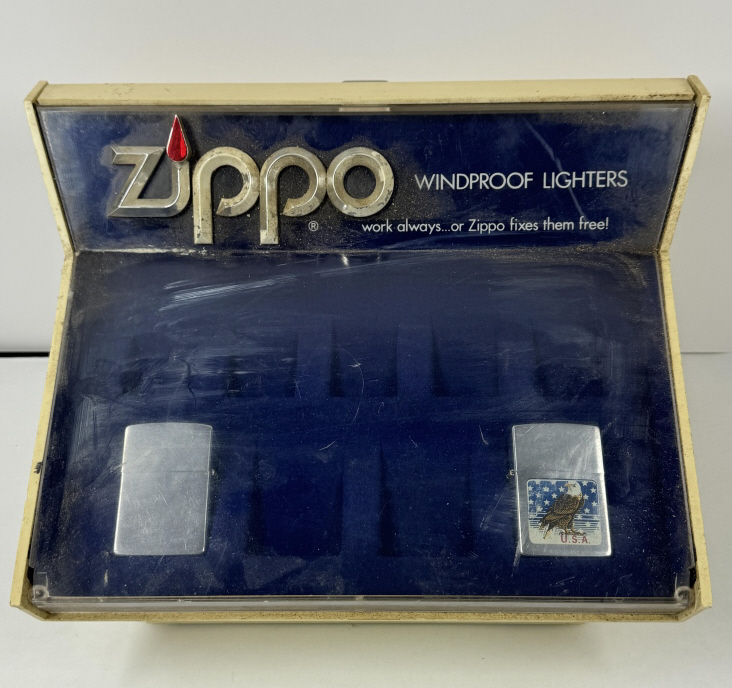 Zippo ®
WINDPROOF LIGHTERS
work always...or Zippo fixes them free!
U.S.A.